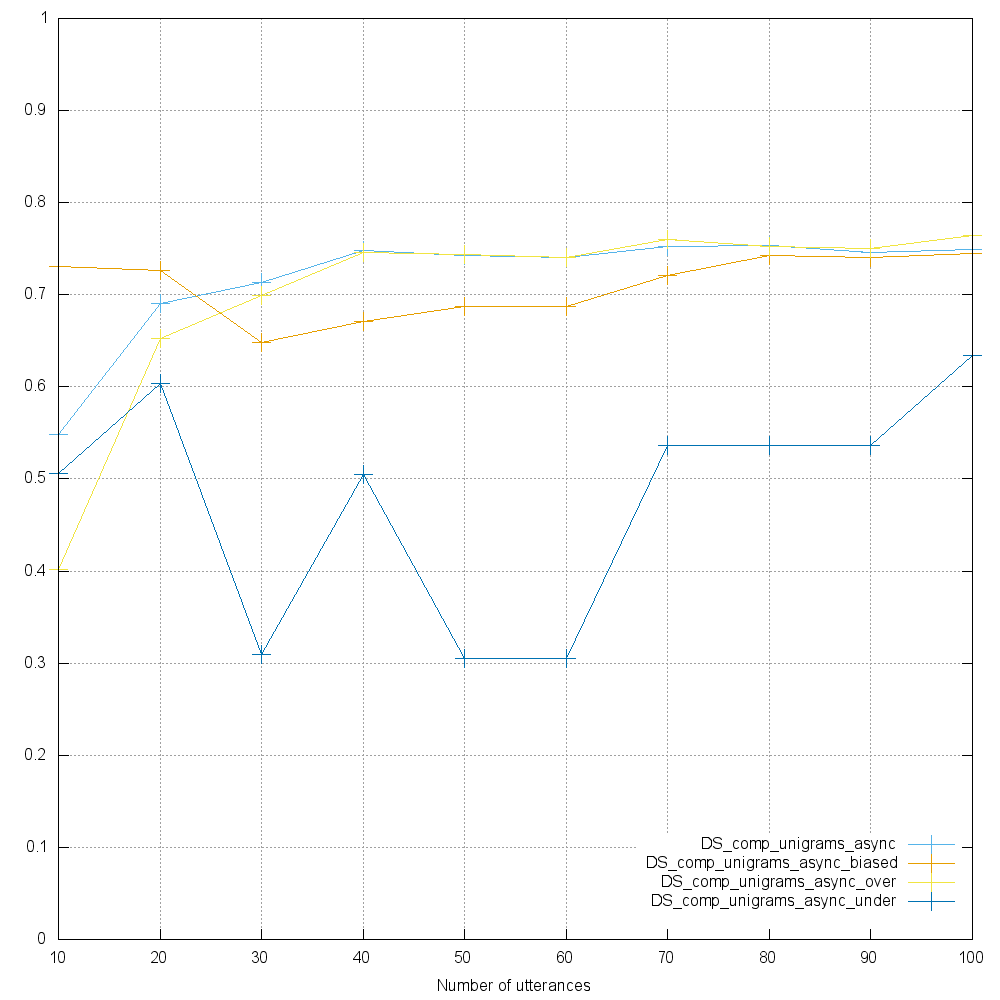 1
0.9
0.8
0.7
0.6
0.5
0.4
0.3
0.2
0.1
0
DS_comp_unigrams_async
DS_comp_unigrams_async_biased
DS_comp_unigrams_async_over
DS_comp_unigrams_async_under
10 20 30 40 50 60 70 80 90 100
Number of utterances